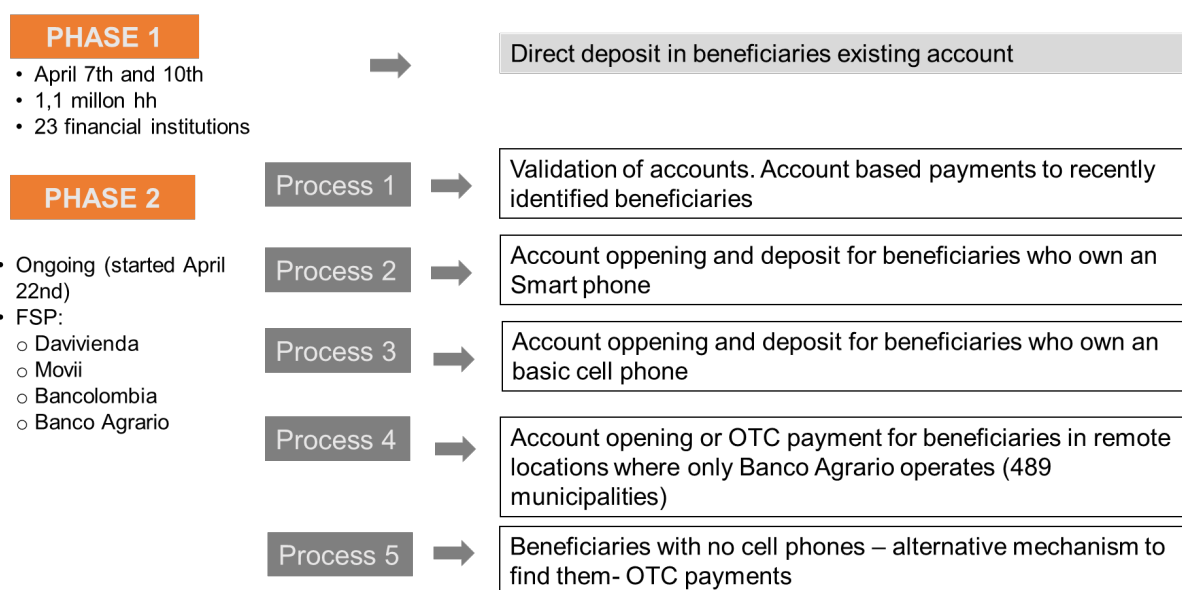 PHASE 1
• April 7th and 10th
• 1,1 millon hh
• 23 financial institutions
Direct deposit in beneficiaries existing account
PHASE 2
• Ongoing (started April
22nd)
• FSP:
o Davivienda
o Movii
o Bancolombia
o Banco Agrario
Process 1
Validation of accounts. Account based payments to recently
identified beneficiaries
Process 2
Account oppening and deposit for beneficiaries who own an
Smart phone
Process 3
Account oppening and deposit for beneficiaries who own an
basic cell phone
Process 4
Account opening or OTC payment for beneficiaries in remote
locations where only Banco Agrario operates (489
municipalities)
Process 5
Beneficiaries with no cell phones – alternative mechanism to
find them- OTC payments